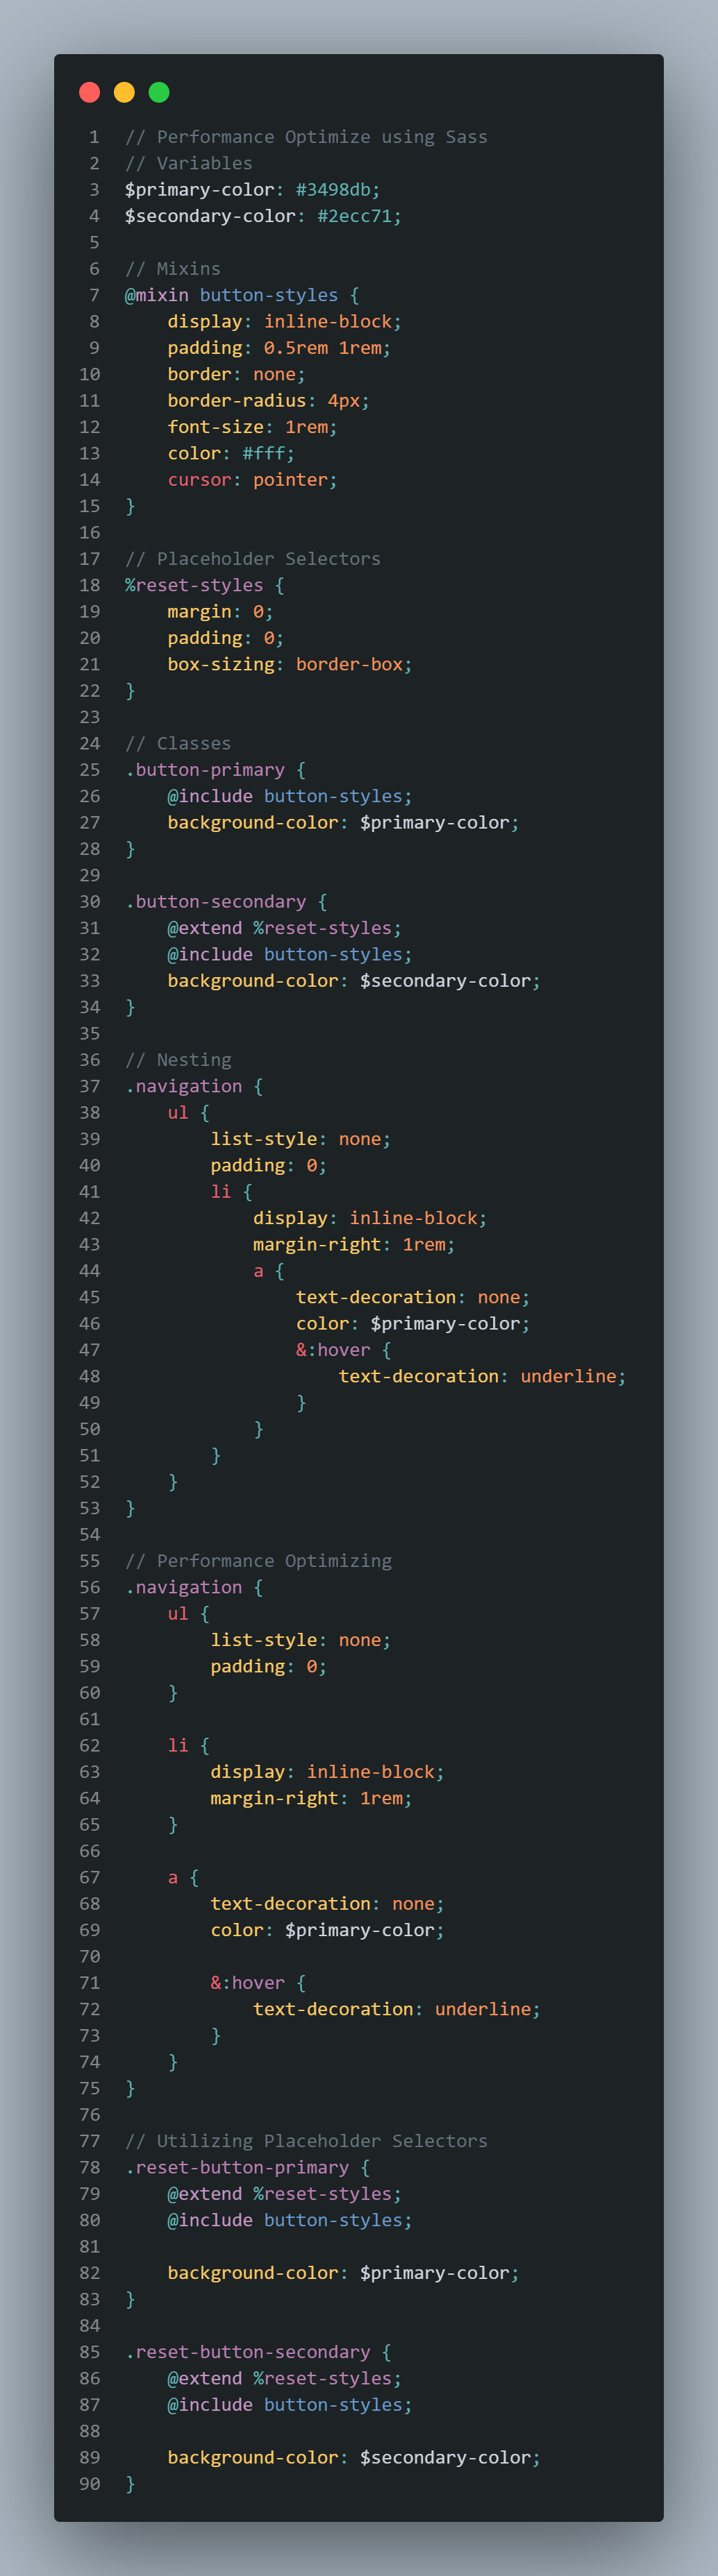 1 // Performance Optimize using Sass
2 // Variables
3 $primary-color: #3498db;
4 $secondary-color: #2ecc71;
5
6 // Mixins
7 @mixin button-styles {
8     display: inline-block;
9     padding: 0.5rem 1rem;
10     border: none;
11     border-radius: 4px;
12     font-size: 1rem;
13     color: #fff;
14     cursor: pointer;
15 }
16
17 // Placeholder Selectors
18 %reset-styles {
19     margin: 0;
20     padding: 0;
21     box-sizing: border-box;
22 }
23
24 // Classes
25 .button-primary {
26     @include button-styles;
27     background-color: $primary-color;
28 }
29
30 .button-secondary {
31     @extend %reset-styles;
32     @include button-styles;
33     background-color: $secondary-color;
34 }
35
36 // Nesting
37 .navigation {
38     ul {
39         list-style: none;
40         padding: 0;
41         li {
42             display: inline-block;
43             margin-right: 1rem;
44             a {
45                 text-decoration: none;
46                 color: $primary-color;
47                 &:hover {
48                     text-decoration: underline;
49                 }
50             }
51         }
52     }
53 }
54
55 // Performance Optimizing
56 .navigation {
57     ul {
58         list-style: none;
59         padding: 0;
60     }
61
62     li {
63         display: inline-block;
64         margin-right: 1rem;
65     }
66
67     a {
68         text-decoration: none;
69         color: $primary-color;
70
71         &:hover {
72             text-decoration: underline;
73         }
74     }
75 }
76
77 // Utilizing Placeholder Selectors
78 .reset-button-primary {
79     @extend %reset-styles;
80     @include button-styles;
81
82     background-color: $primary-color;
83 }
84
85 .reset-button-secondary {
86     @extend %reset-styles;
87     @include button-styles;
88
89     background-color: $secondary-color;
90 }